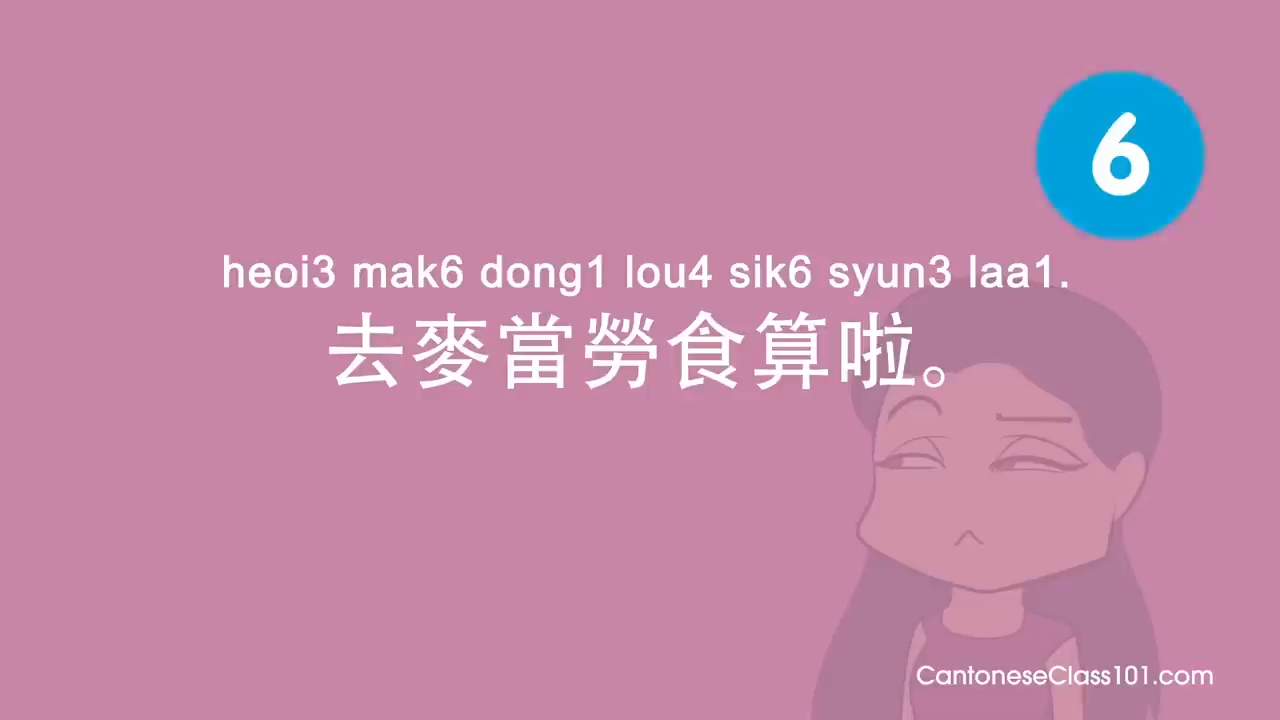 6
heoi3 mak6 dong1 lou4 sik6 syun3 laa1.
去麥當勞食算啦。
CantoneseClass101.com